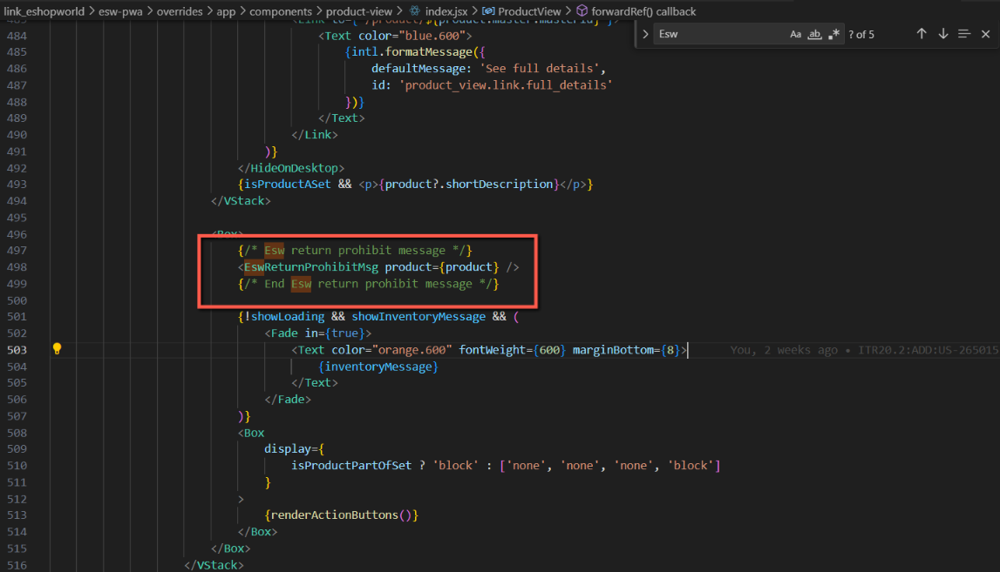 link_eshopworld > esw-pwa > overrides > app > components > product-view > index.jsx > ProductView > forwardRef() callback
Esw Aa ab .* ? of 5
<Link to={`/product/${product.master.masterId}`}>
484 <Text color="blue.600">
485 {intl.formatMessage({
486 defaultMessage: 'See full details',
487 id: 'product_view.link.full_details'
488 })}
489 </Text>
490 </Link>
491 )}
492 </HideOnDesktop>
493 {isProductASet && <p>{product?.shortDescription}</p>}
494 </VStack>
495
496 <Box>
497 {/* Esw return prohibit message */}
498 <EswReturnProhibitMsg product={product} />
499 {/* End Esw return prohibit message */}
500
501 {!showLoading && showInventoryMessage && (
502 <Fade in={true}>
503 <Text color="orange.600" fontWeight={600} marginBottom={8}> You, 2 weeks ago • ITR20.2:ADD:US-265015
504 {inventoryMessage}
505 </Text>
506 </Fade>
507 )}
508 <Box
509 display={
510 isProductPartOfSet ? 'block' : ['none', 'none', 'none', 'block']
511 }
512 >
513 {renderActionButtons()}
514 </Box>
515 </Box>
516 </VStack>